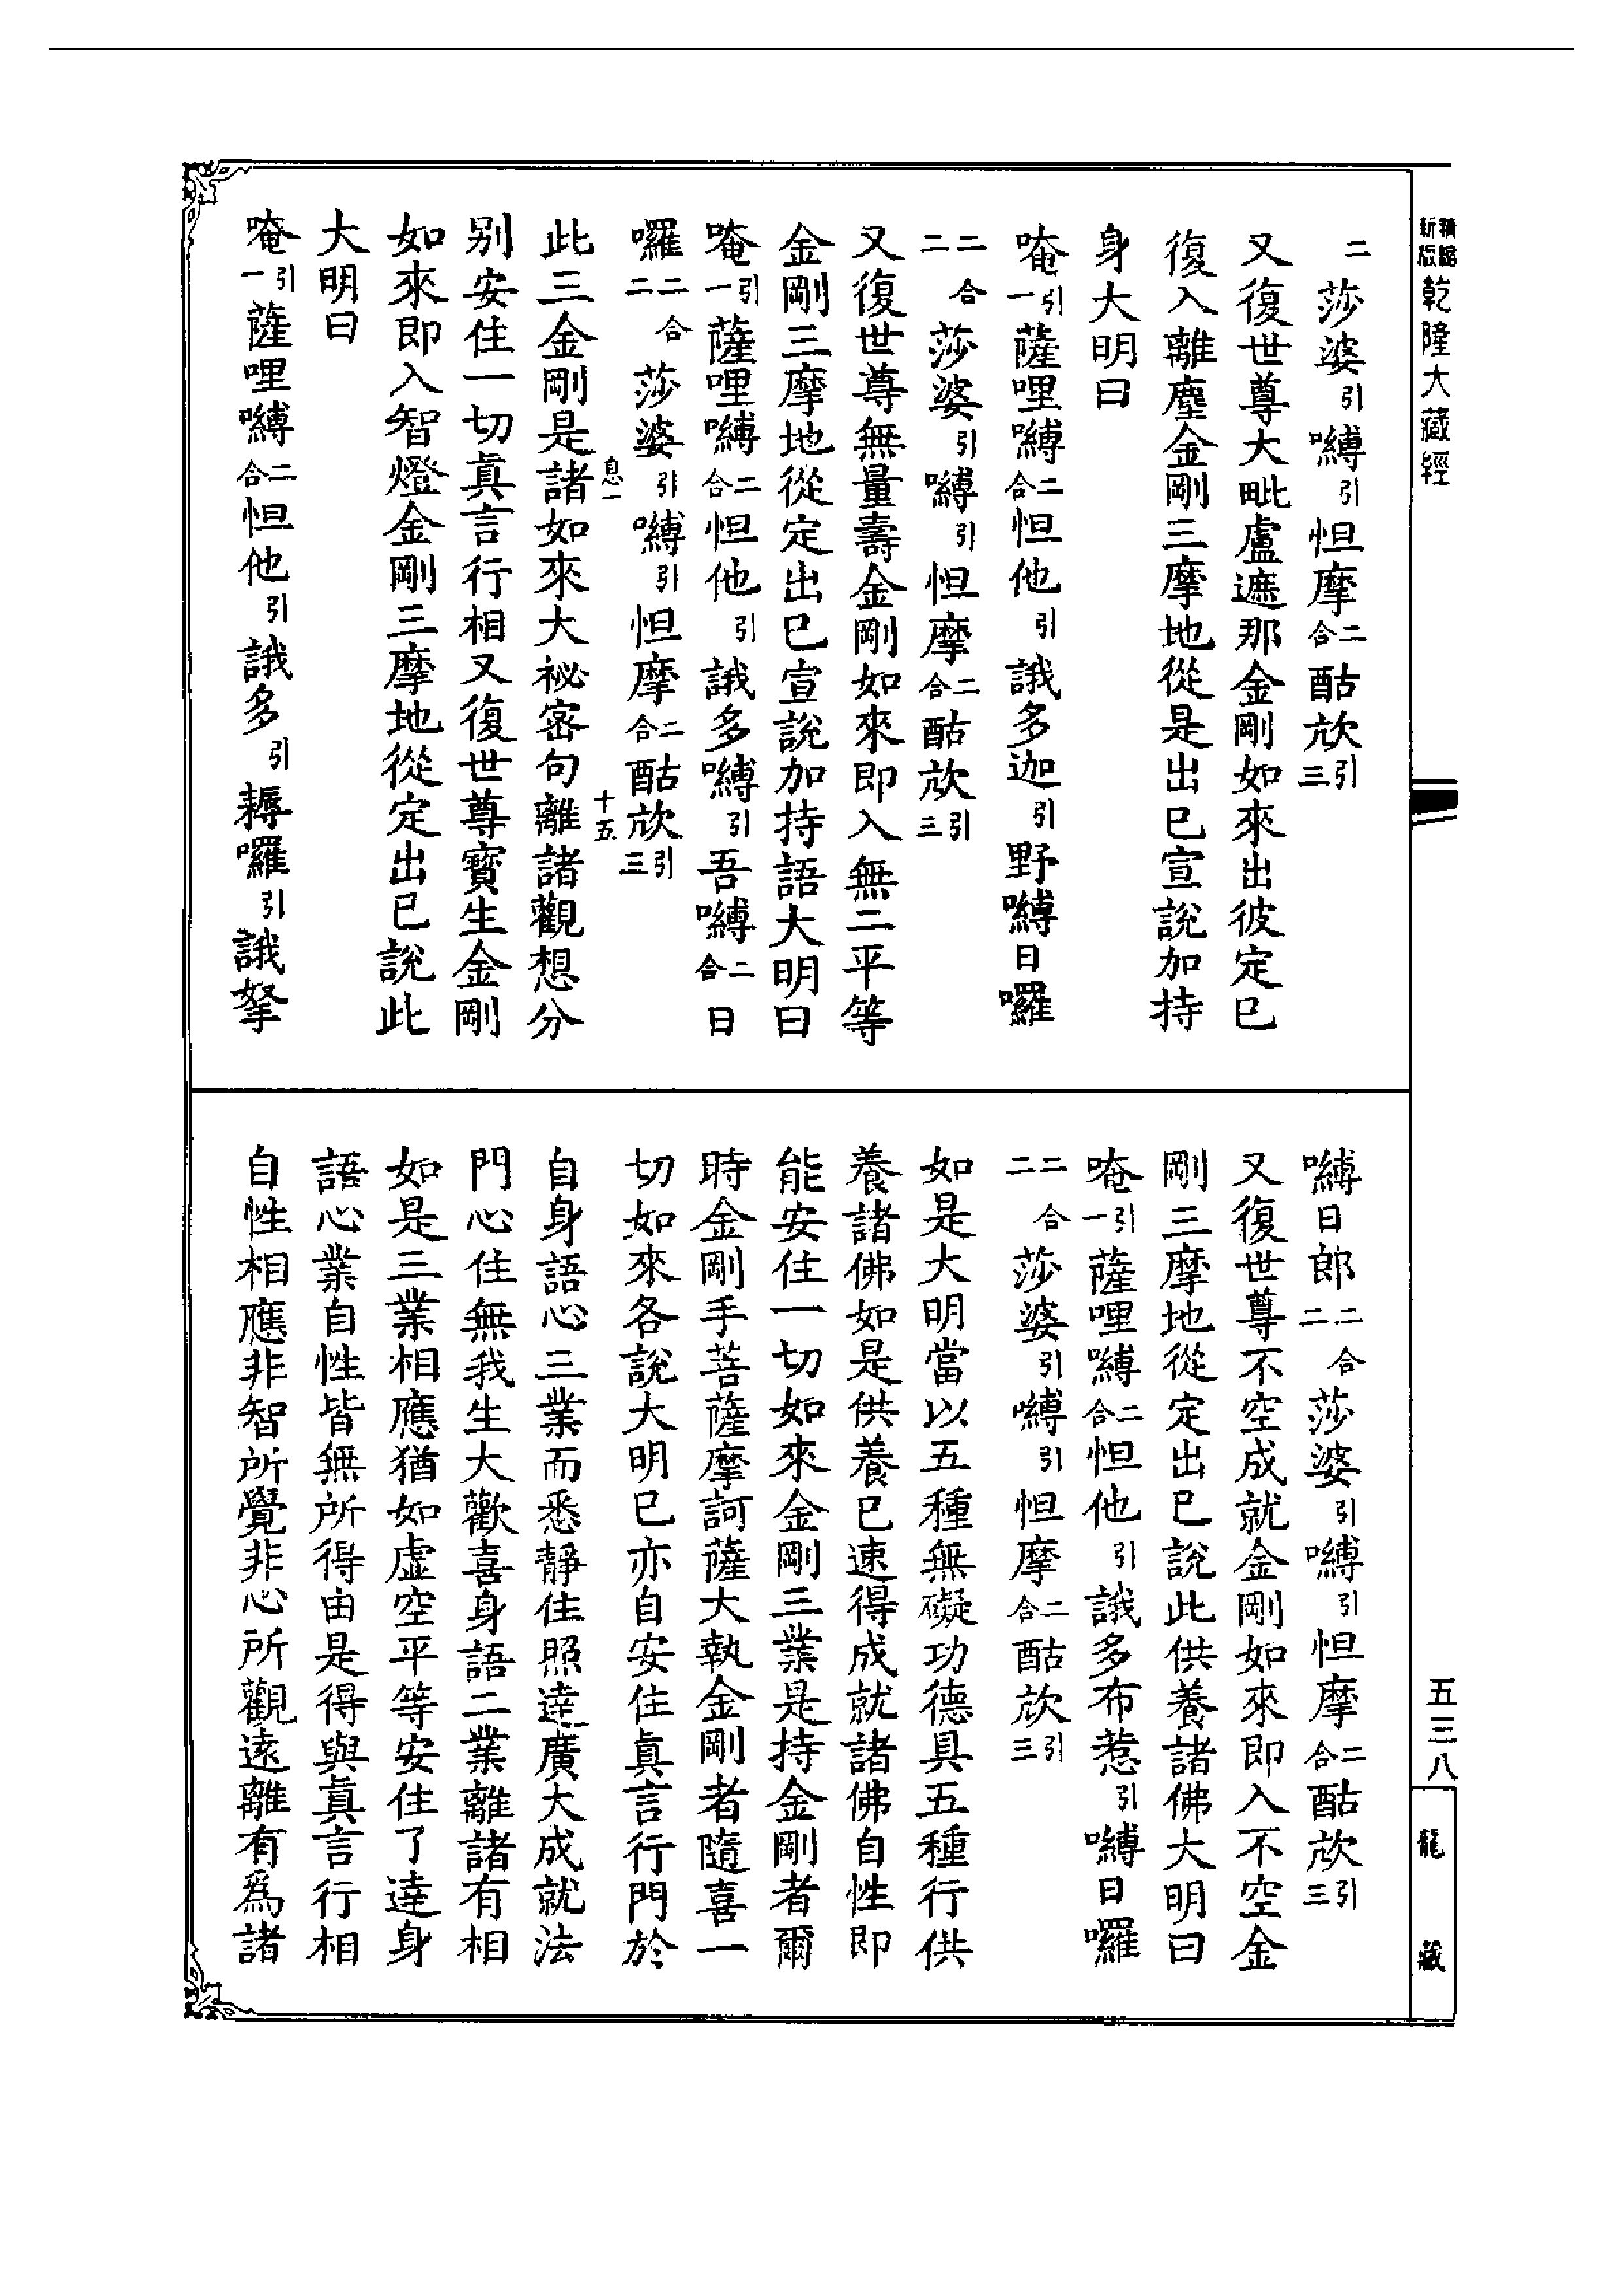 精縮新版乾隆大藏經
二莎婆引嚩引怛摩二合酤㰠引三
又復世尊大毗盧遮那金剛如來出彼定已
復入離塵金剛三摩地從是出已宣說加持
身大明曰
唵引一薩哩嚩二合怛他引誐多迦引野嚩日囉
二合二莎婆引嚩引怛摩二合酤㰠引三
又復世尊無量壽金剛如來即入無二平等
金剛三摩地從定出已宣說加持語大明曰
唵引一薩哩嚩二合怛他引誐多嚩引吾嚩二合日
囉二合二莎婆引嚩引怛摩二合酤㰠引三
息一
十五
此三金剛是諸如來大祕密句離諸觀想分
別安住一切眞言行相又復世尊寶生金剛
如來即入智燈金剛三摩地從定出已說此
大明曰
唵引一薩哩嚩二合怛他引誐多引耨囉引誐拏
嚩日郎二合二莎婆引嚩引怛摩二合酤㰠引三
又復世尊不空成就金剛如來即入不空金
剛三摩地從定出已說此供養諸佛大明曰
唵引一薩哩嚩二合怛他引誐多布惹引嚩日囉
二合二莎婆引嚩引怛摩二合酤㰠引三
如是大明當以五種無礙功德具五種行供
養諸佛如是供養已速得成就諸佛自性即
能安住一切如來金剛三業是持金剛者爾
時金剛手菩薩摩訶薩大執金剛者隨喜一
切如來各說大明已亦自安住眞言行門於
自身語心三業而悉靜住照達廣大成就法
門心住無我生大歡喜身語二業離諸有相
如是三業相應猶如虛空平等安住了達身
語心業自性皆無所得由是得與眞言行相
自性相應非智所覺非心所觀遠離有爲諸
五三八
龍藏